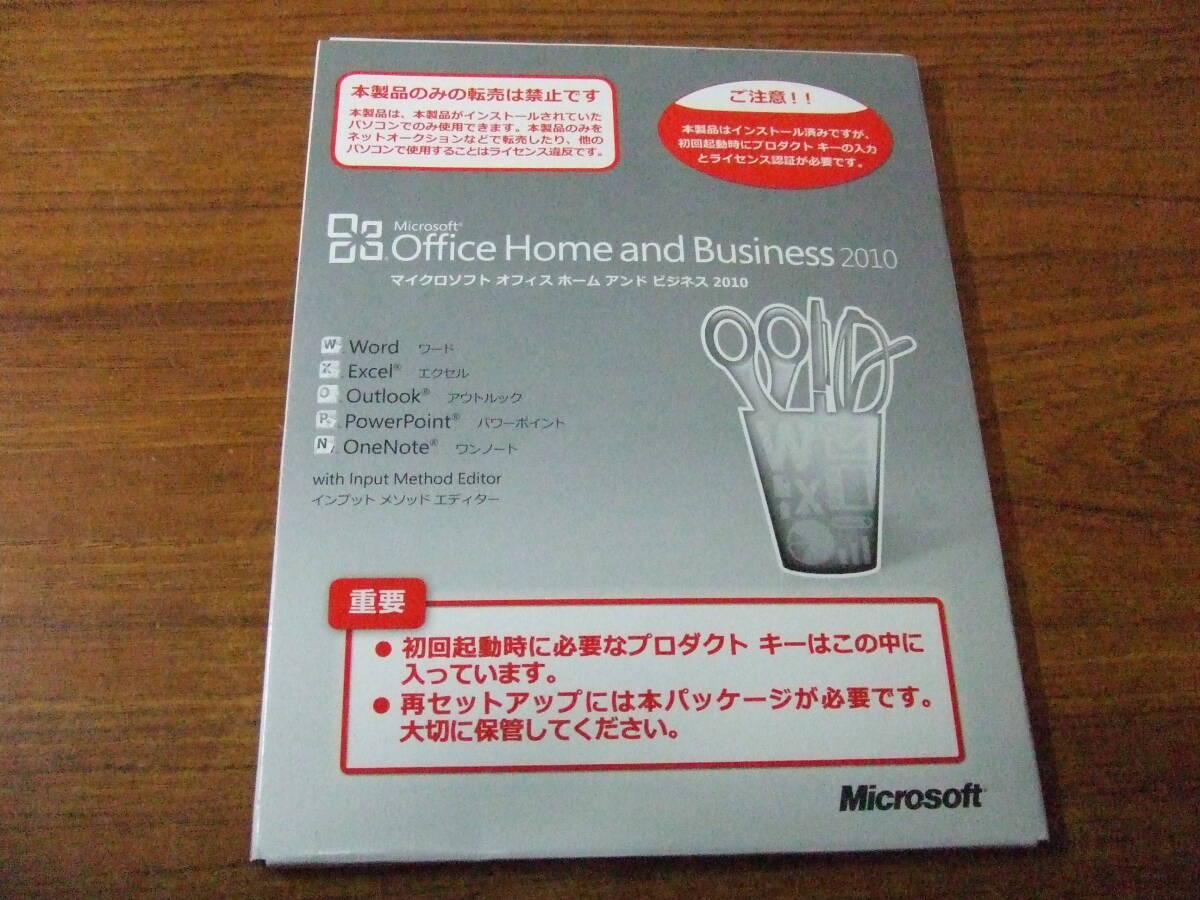 本製品のみの転売は禁止です
本製品は、本製品がインストールされていた
パソコンでのみ使用できます。本製品のみを
ネットオークションなどで転売したり、他の
パソコンで使用することはライセンス違反です。
ご注意!!
本製品はインストール済みですが、
初回起動時にプロダクト キーの入力
とライセンス認証が必要です。
Microsoft®
Office Home and Business 2010
マイクロソフト オフィス ホーム アンド ビジネス 2010
W Word ワード
X Excel® エクセル
O Outlook® アウトルック
P PowerPoint® パワーポイント
N OneNote® ワンノート
with Input Method Editor
インプット メソッド エディター
重要
● 初回起動時に必要なプロダクト キーはこの中に
入っています。
● 再セットアップには本パッケージが必要です。
大切に保管してください。
Microsoft